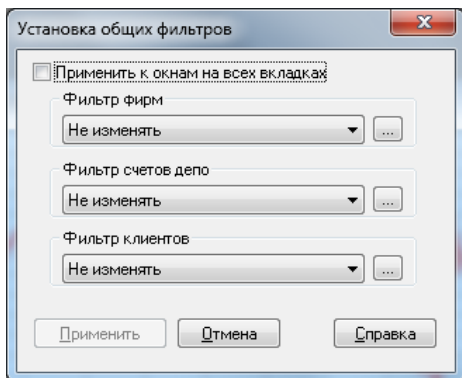 Установка общих фильтров
Применить к окнам на всех вкладках
Фильтр фирм
Не изменять
...
Фильтр счетов депо
Не изменять
...
Фильтр клиентов
Не изменять
...
Применить Отмена Справка